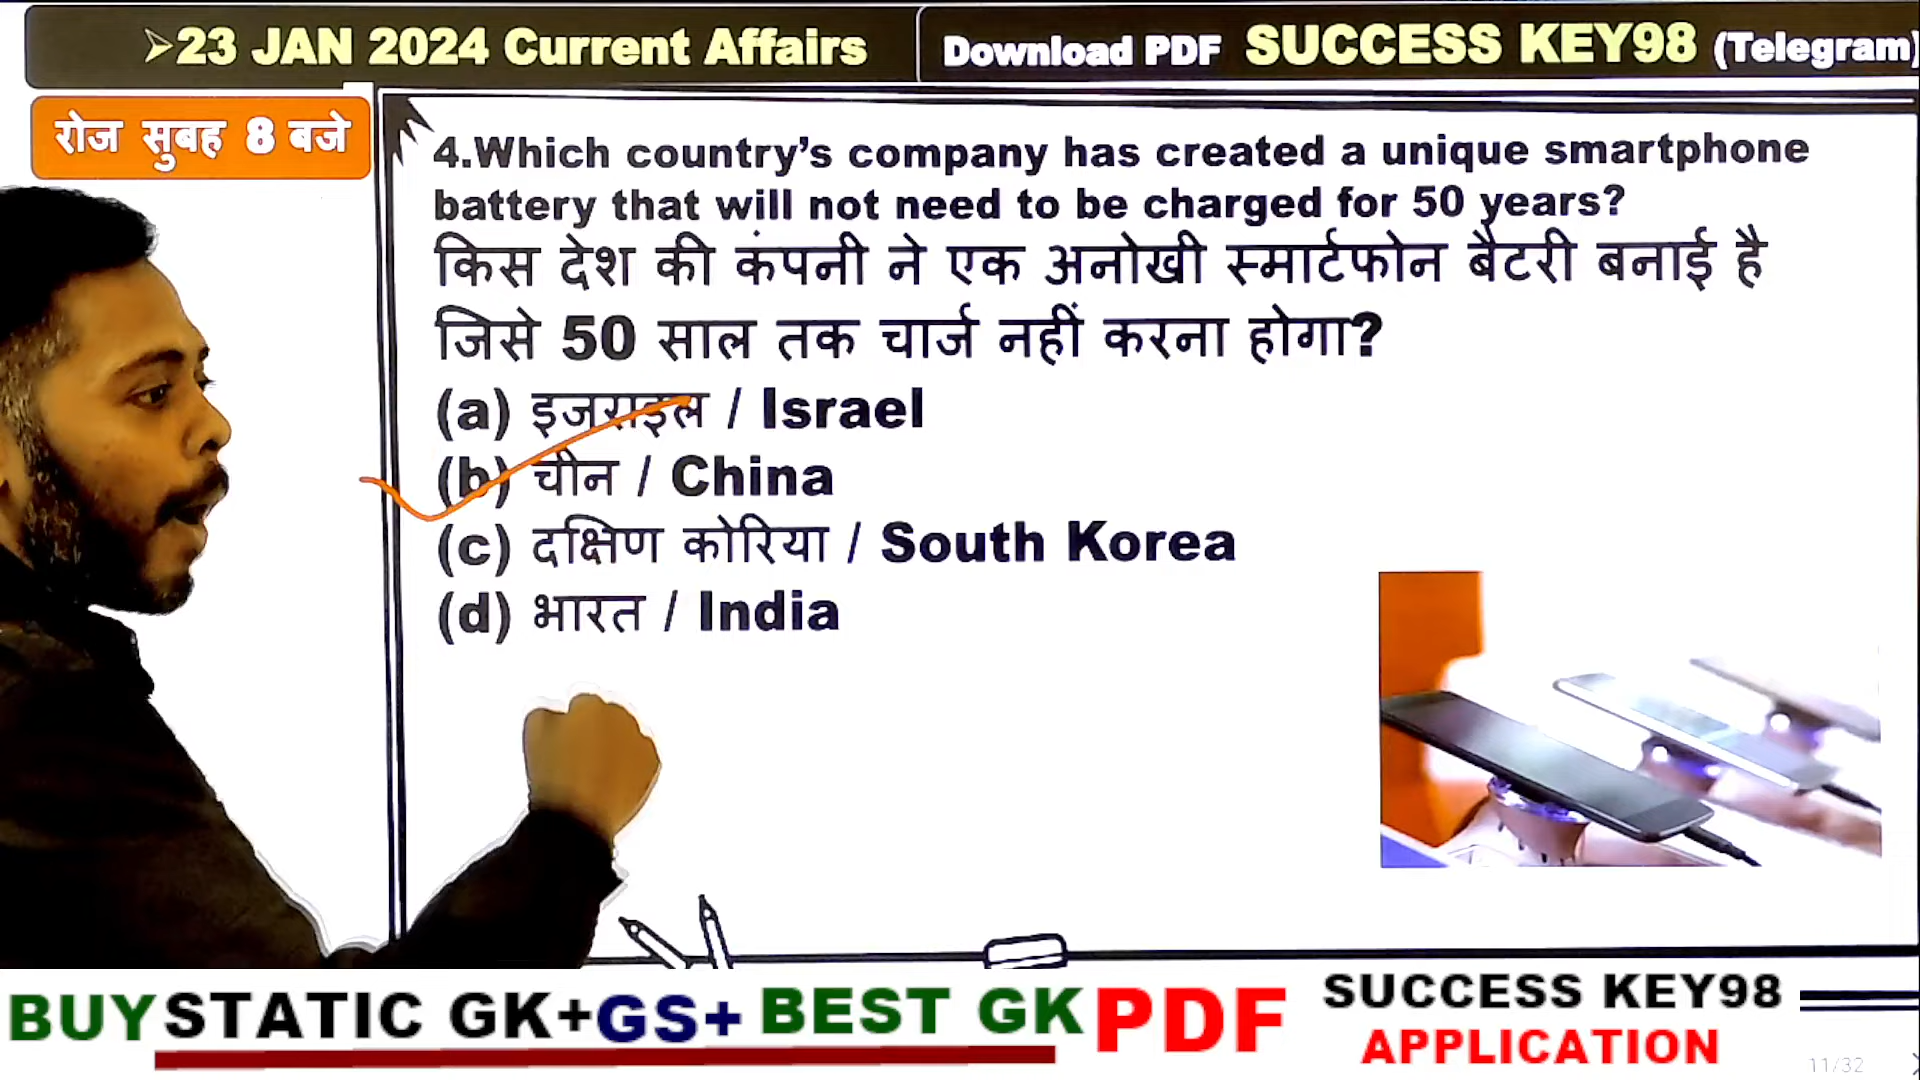 ➢23 JAN 2024 Current Affairs
Download PDF SUCCESS KEY98 (Telegram)
रोज सुबह 8 बजे
4.Which country’s company has created a unique smartphone
battery that will not need to be charged for 50 years?
किस देश की कंपनी ने एक अनोखी स्मार्टफोन बैटरी बनाई है
जिसे 50 साल तक चार्ज नहीं करना होगा?
(a) इजराइल / Israel
(b) चीन / China
(c) दक्षिण कोरिया / South Korea
(d) भारत / India
BUY STATIC GK+GS+ BEST GK PDF
SUCCESS KEY98
APPLICATION
11/32